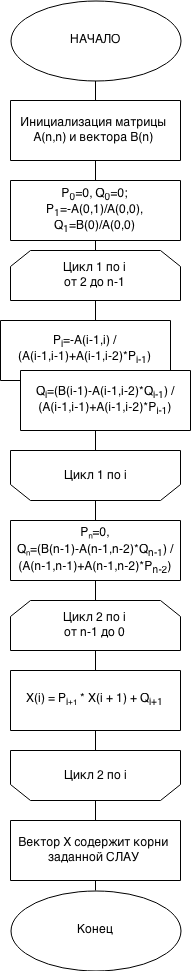 НАЧАЛО
Инициализация матрицы
A(n,n) и вектора B(n)
P₀=0, Q₀=0;
P₁=-A(0,1)/A(0,0),
Q₁=B(0)/A(0,0)
Цикл 1 по i
от 2 до n-1
Pᵢ=-A(i-1,i) /
(A(i-1,i-1)+A(i-1,i-2)*Pᵢ₋₁)
Qᵢ=(B(i-1)-A(i-1,i-2)*Qᵢ₋₁) /
(A(i-1,i-1)+A(i-1,i-2)*Pᵢ₋₁)
Цикл 1 по i
Pₙ=0,
Qₙ=(B(n-1)-A(n-1,n-2)*Qₙ₋₁) /
(A(n-1,n-1)+A(n-1,n-2)*Pₙ₋₂)
Цикл 2 по i
от n-1 до 0
X(i) = Pᵢ₊₁ * X(i + 1) + Qᵢ₊₁
Цикл 2 по i
Вектор X содержит корни
заданной СЛАУ
Конец